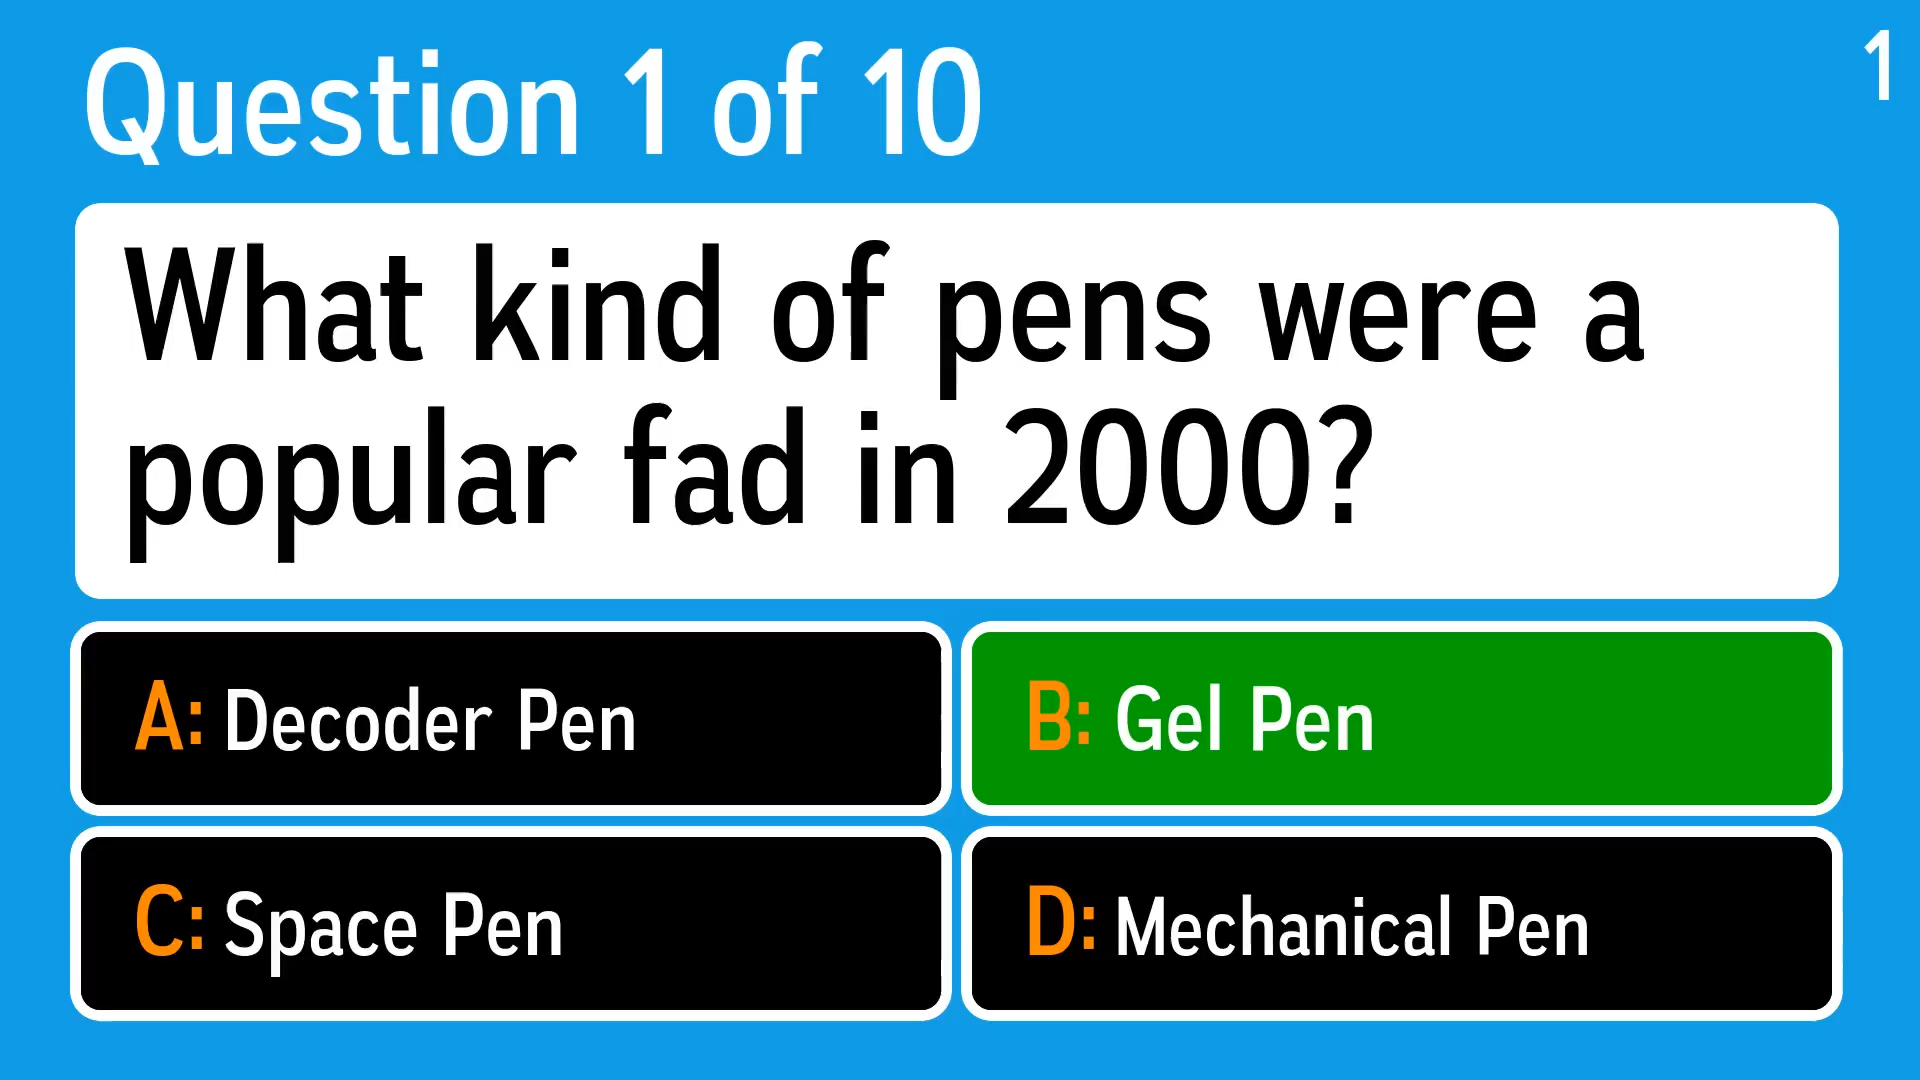 Question 1 of 10
1
What kind of pens were a
popular fad in 2000?
A: Decoder Pen
B: Gel Pen
C: Space Pen
D: Mechanical Pen